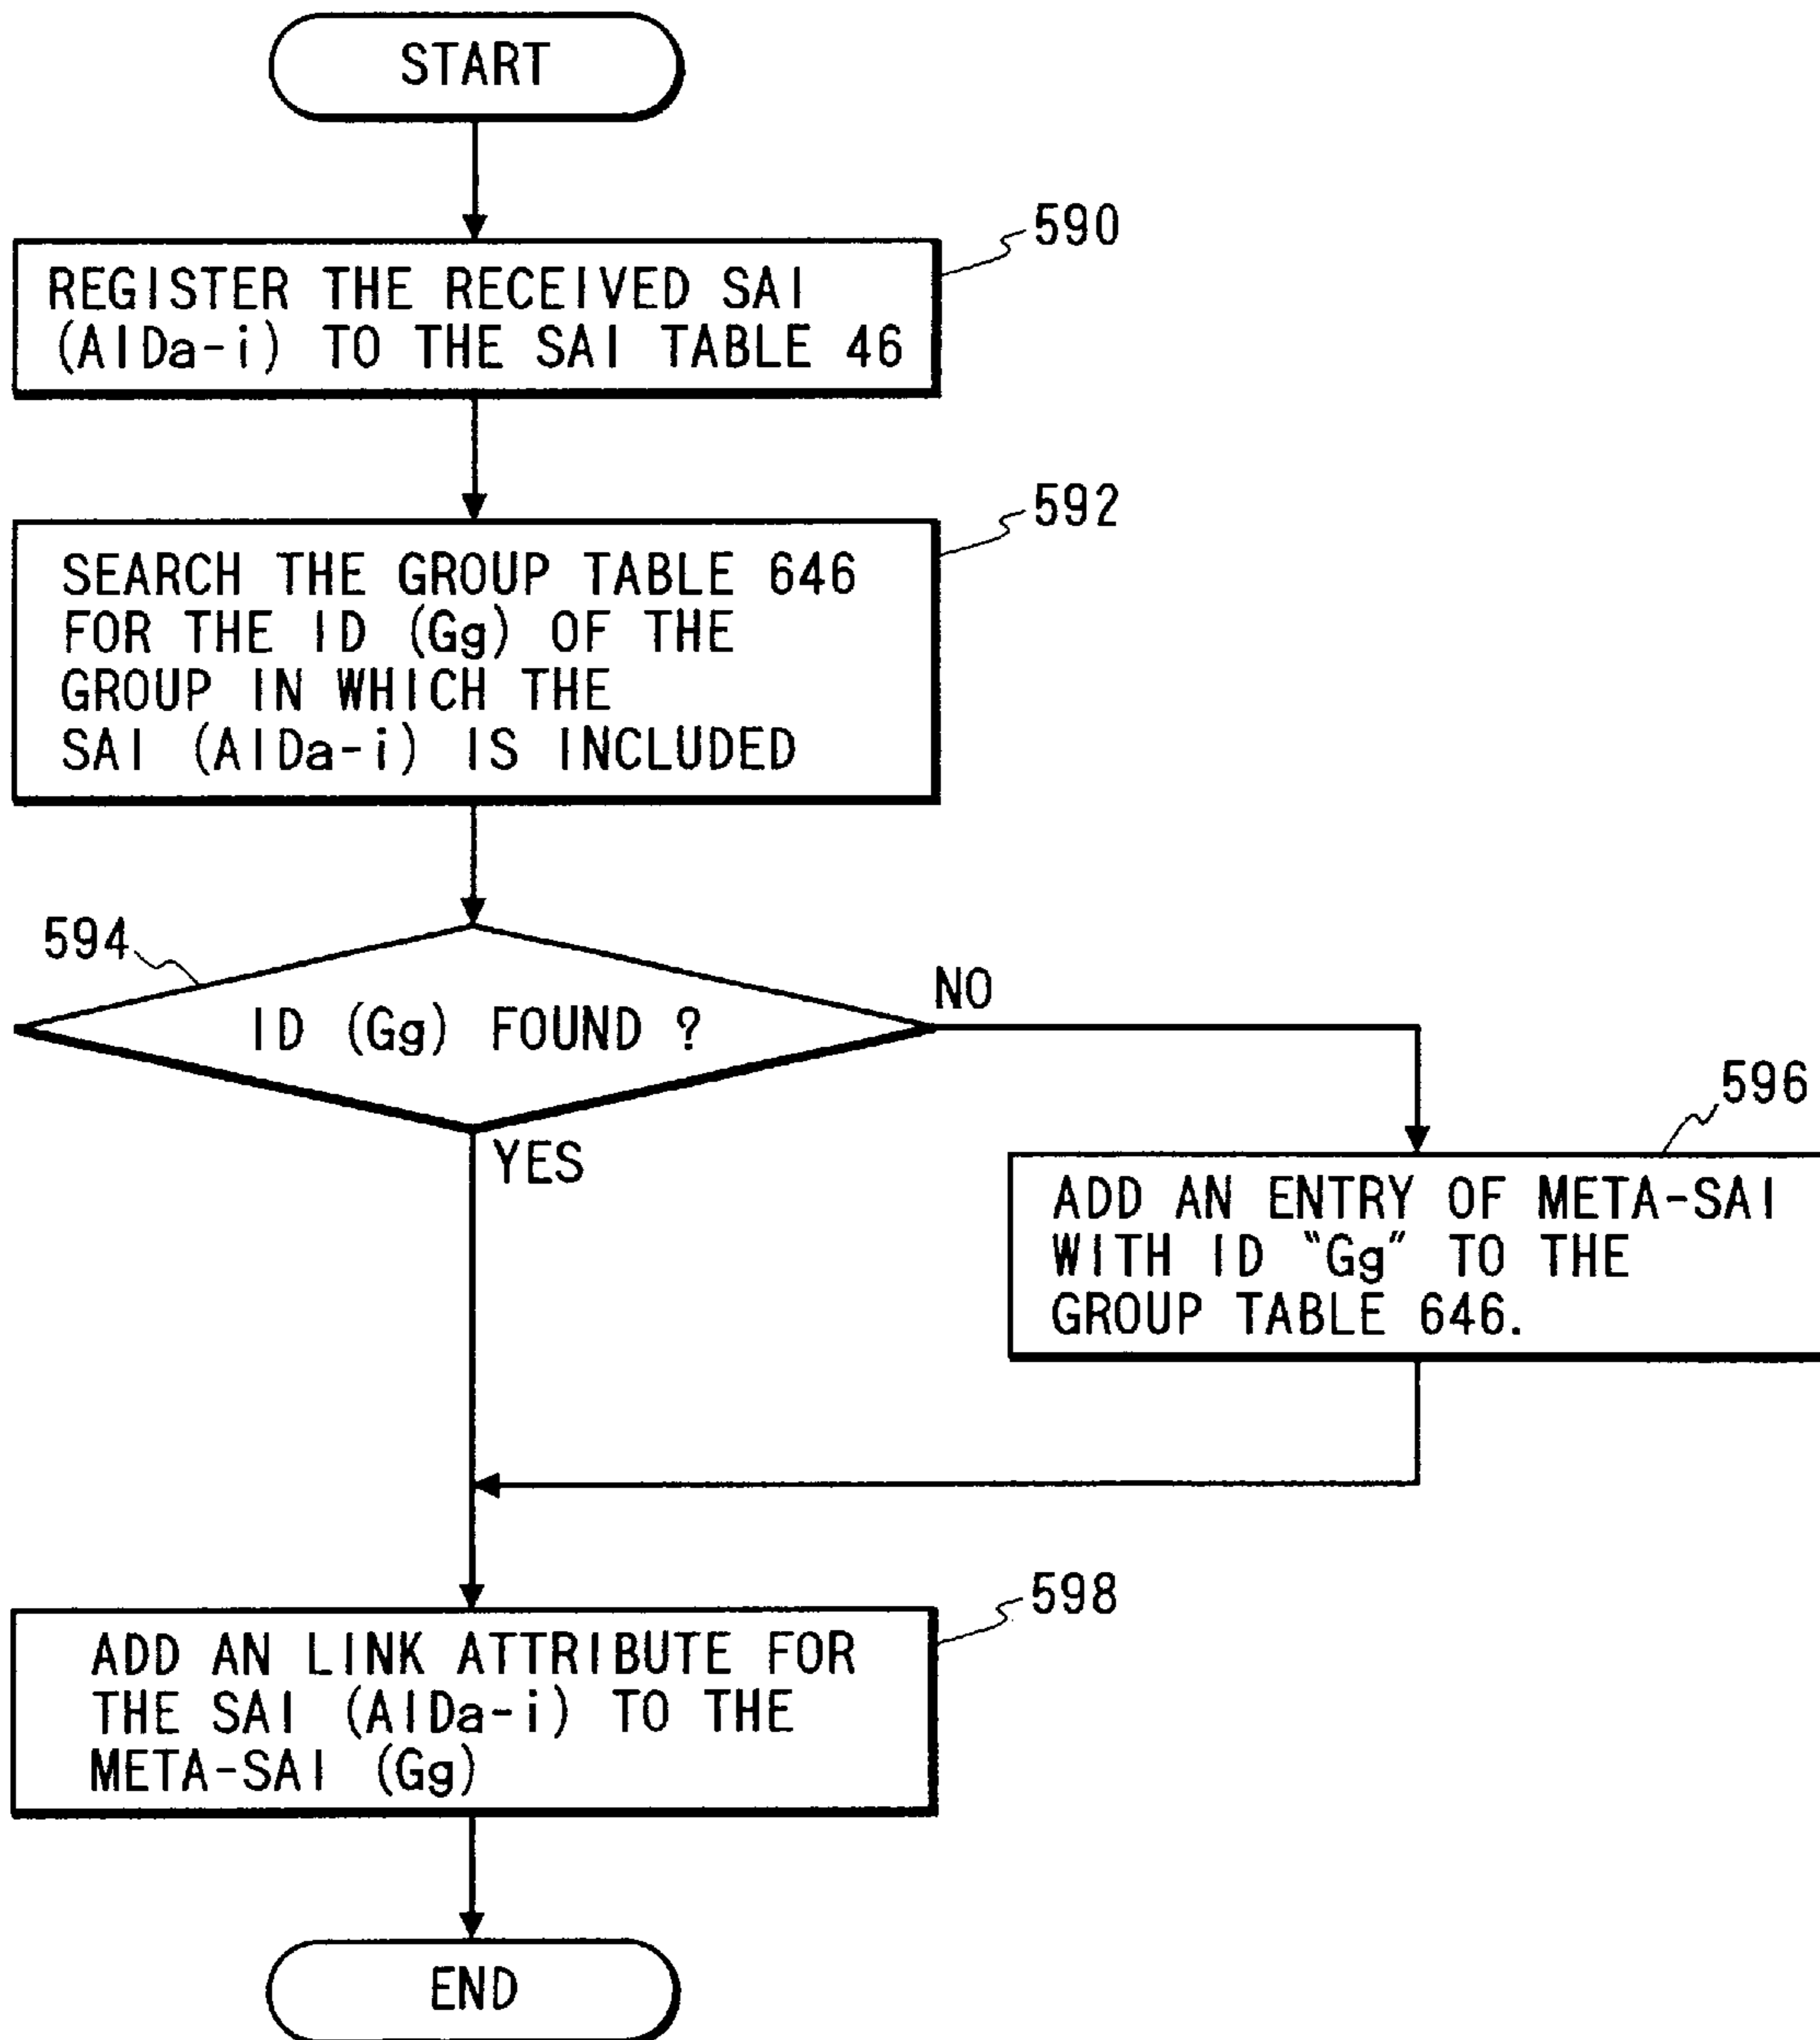 START
590
REGISTER THE RECEIVED SAI
(AIDa-i) TO THE SAI TABLE 46
592
SEARCH THE GROUP TABLE 646
FOR THE ID (Gg) OF THE
GROUP IN WHICH THE
SAI (AIDa-i) IS INCLUDED
594
ID (Gg) FOUND ?
NO
YES
596
ADD AN ENTRY OF META-SAI
WITH ID "Gg" TO THE
GROUP TABLE 646.
598
ADD AN LINK ATTRIBUTE FOR
THE SAI (AIDa-i) TO THE
META-SAI (Gg)
END